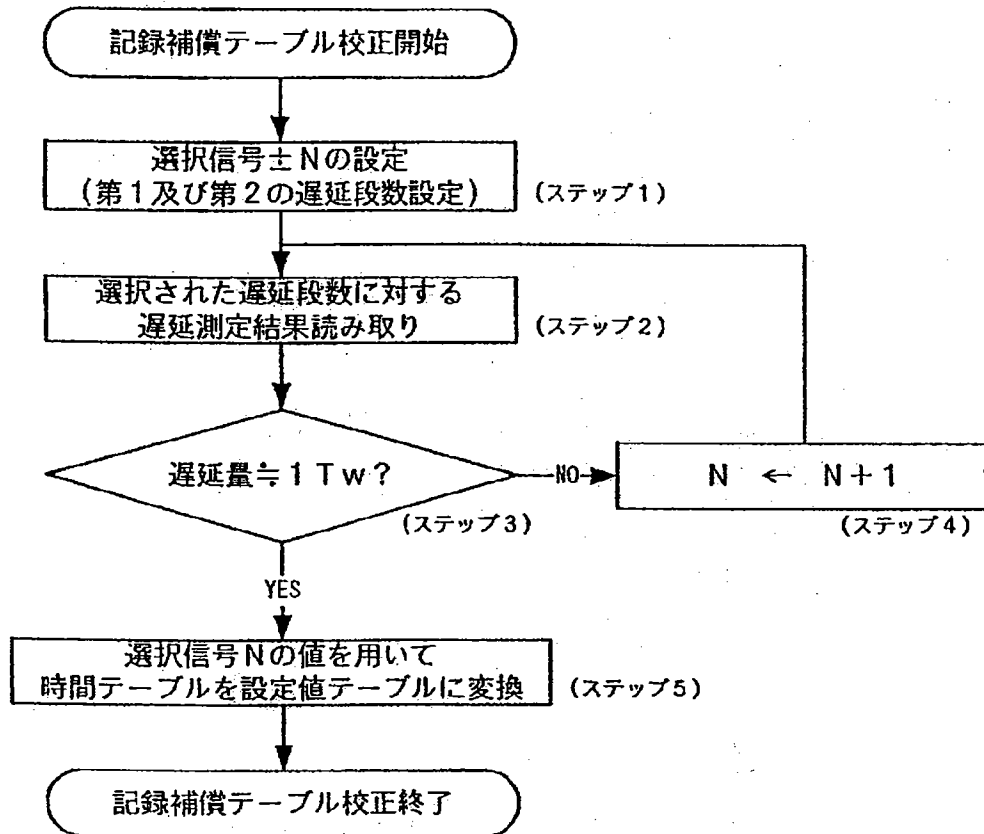 記録補償テーブル校正開始
選択信号±Nの設定
(第1及び第2の遅延段数設定)
(ステップ1)
選択された遅延段数に対する
遅延測定結果読み取り
(ステップ2)
遅延量≒1Tw?
NO
(ステップ3)
N ← N+1
(ステップ4)
YES
選択信号Nの値を用いて
時間テーブルを設定値テーブルに変換
(ステップ5)
記録補償テーブル校正終了